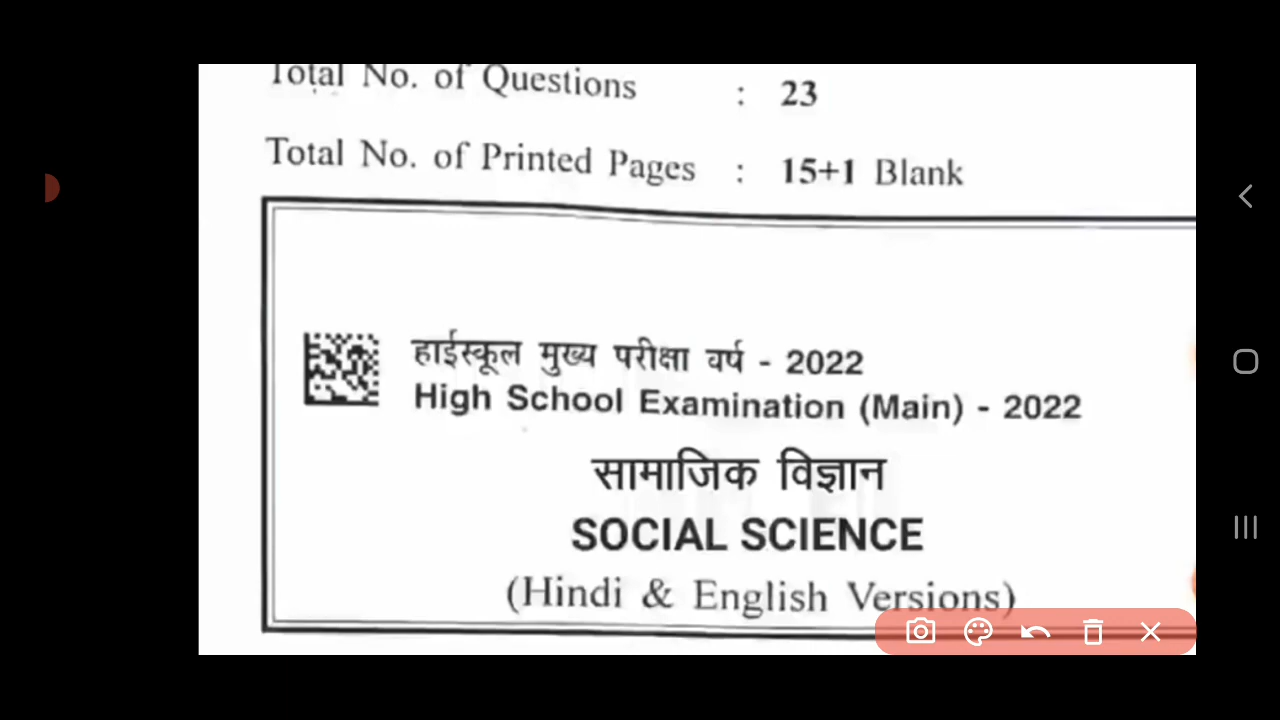 Total No. of Questions : 23
Total No. of Printed Pages : 15+1 Blank
हाईस्कूल मुख्य परीक्षा वर्ष - 2022
High School Examination (Main) - 2022
सामाजिक विज्ञान
SOCIAL SCIENCE
(Hindi & English Versions)